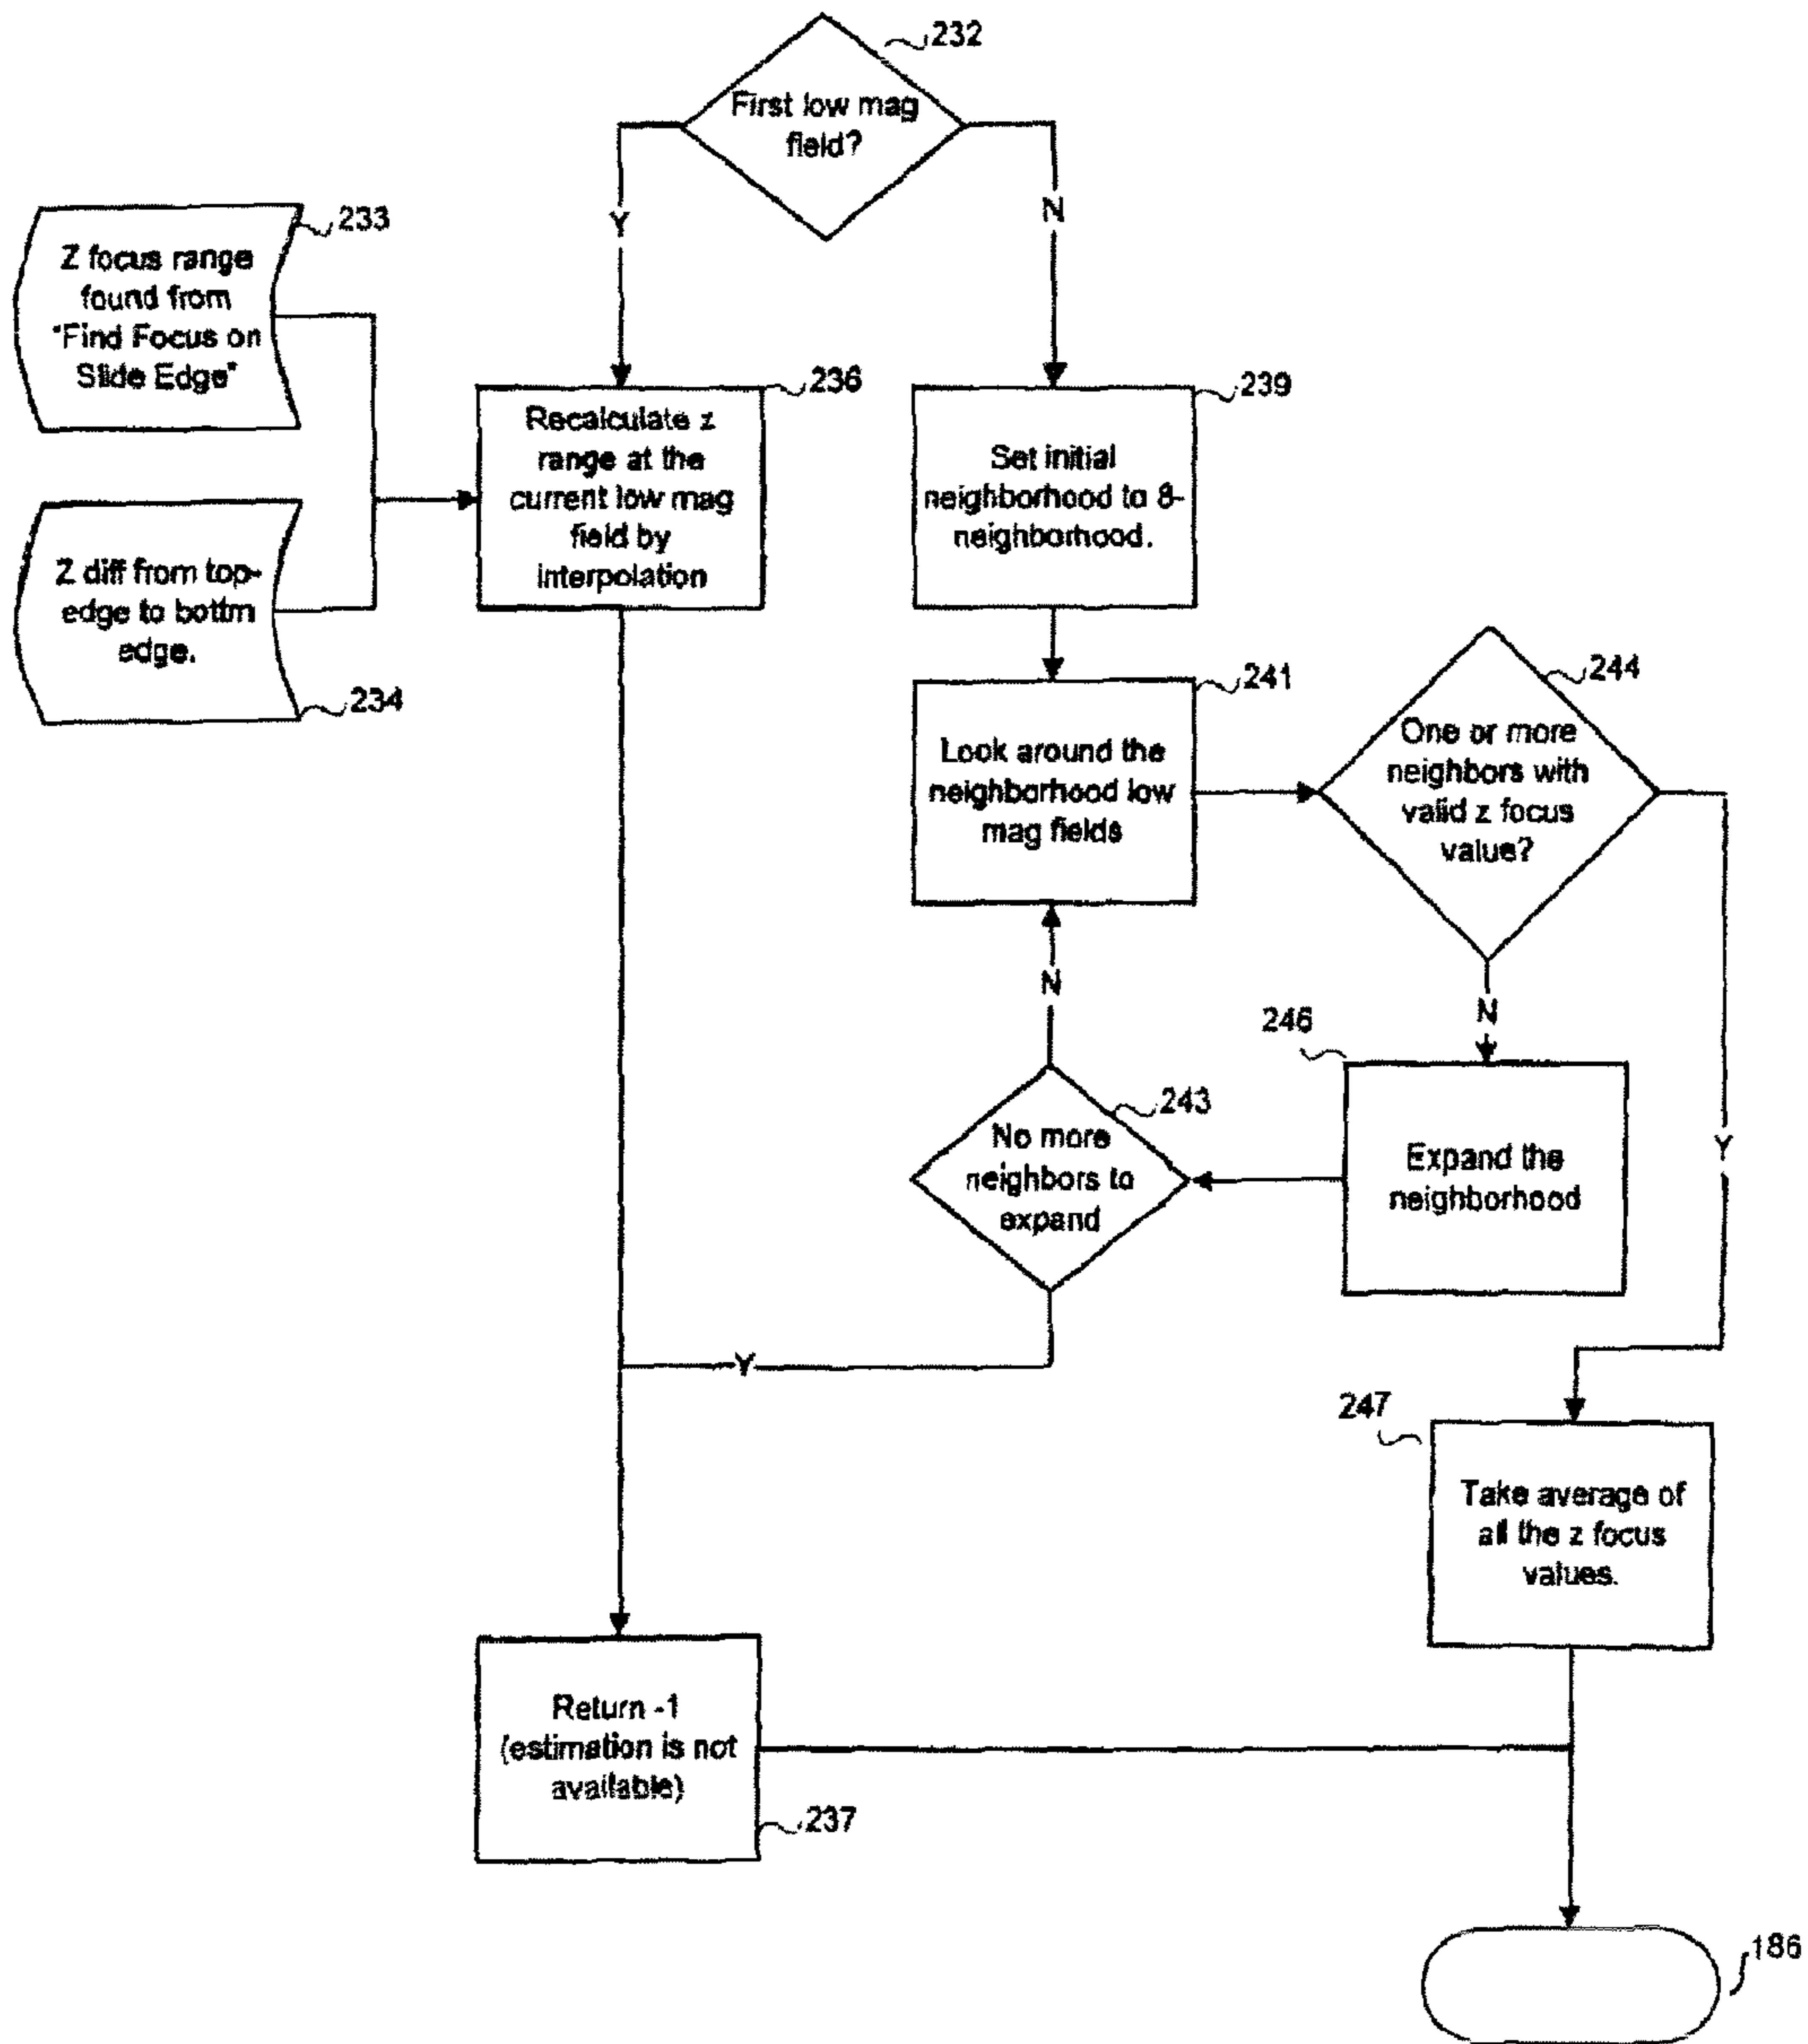 232
First low mag
field?
Y
N
233
Z focus range
found from
"Find Focus on
Slide Edge"
236
Recalculate z
range at the
current low mag
field by
interpolation
239
Set initial
neighborhood to 8-
neighborhood.
Z diff from top-
edge to bottm
edge.
234
241
Look around the
neighborhood low
mag fields
244
One or more
neighbors with
valid z focus
value?
N
N
Y
246
Expand the
neighborhood
243
No more
neighbors to
expand
Y
247
Take average of
all the z focus
values.
Return -1
(estimation is not
available)
237
186